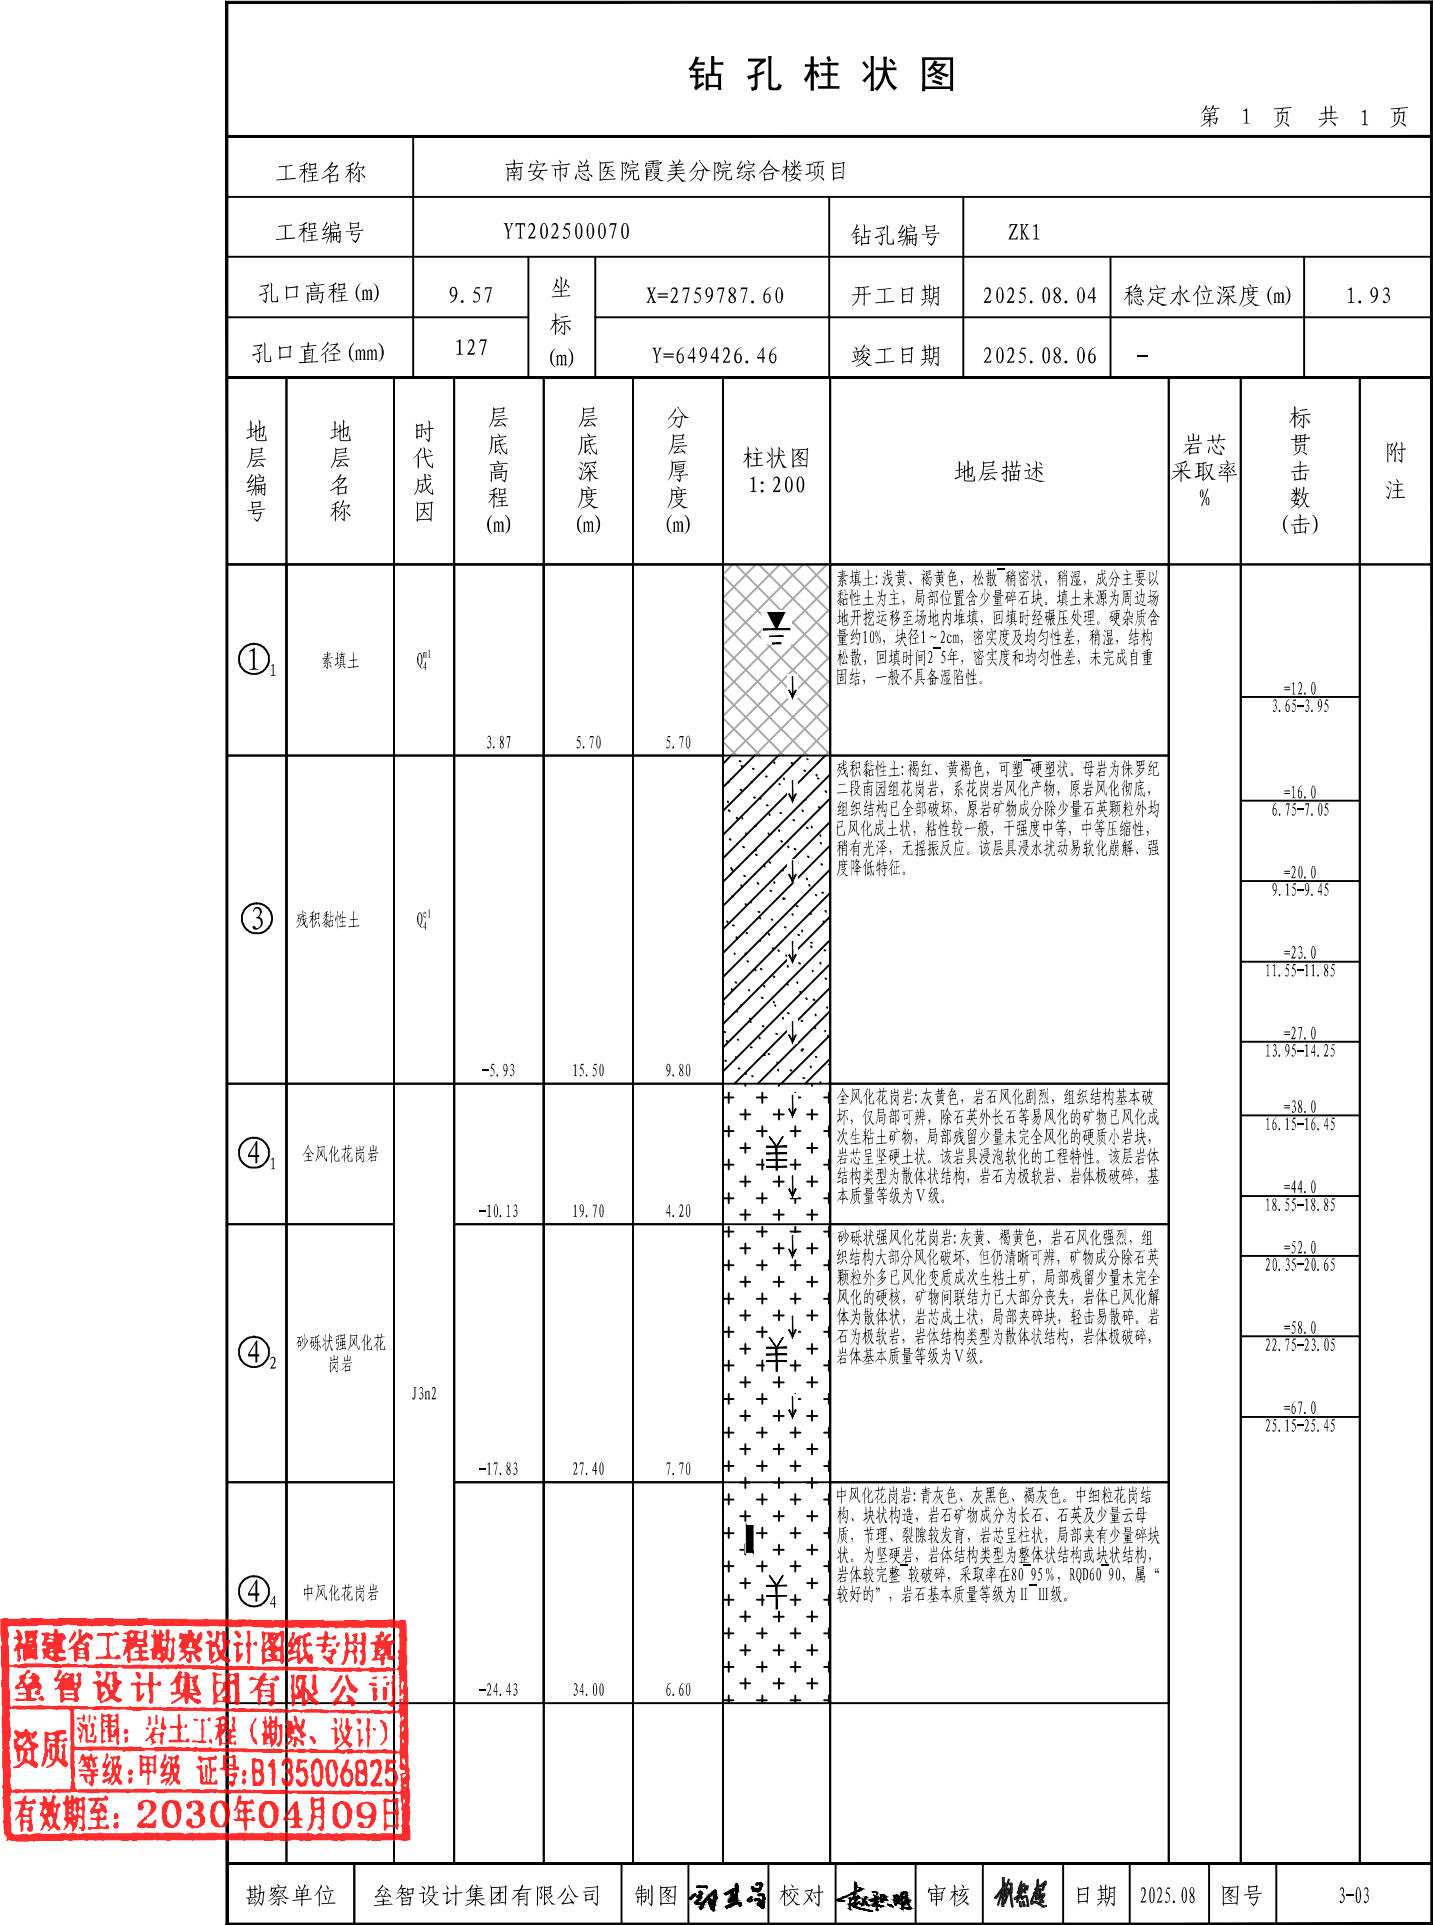 钻孔柱状图
第 1 页 共 1 页
工程名称 南安市总医院霞美分院综合楼项目
工程编号 YT202500070 钻孔编号 ZK1
孔口高程(m) 9.57 坐标(m) X=2759787.60 开工日期 2025.08.04 稳定水位深度(m) 1.93
孔口直径(mm) 127 Y=649426.46 竣工日期 2025.08.06 —
地层编号 地层名称 时代成因 层底高程(m) 层底深度(m) 分层厚度(m) 柱状图 1:200 地层描述 岩芯采取率% 标贯击数(击) 附注
①1 素填土 Q4ml 3.87 5.70 5.70
素填土:浅黄、褐黄色，松散~稍密状，稍湿，成分主要以
黏性土为主，局部位置含少量碎石块。填土来源为周边场
地开挖运移至场地内堆填，回填时经碾压处理。硬杂质含
量约10%，块径1~2cm，密实度及均匀性差，稍湿，结构
松散，回填时间2~5年，密实度和均匀性差，未完成自重
固结，一般不具备湿陷性。
=12.0
3.65-3.95
③ 残积黏性土 Q4el -5.93 15.50 9.80
残积黏性土:褐红、黄褐色，可塑~硬塑状。母岩为侏罗纪
二段南园组花岗岩，系花岗岩风化产物，原岩风化彻底，
组织结构已全部破坏，原岩矿物成分除少量石英颗粒外均
已风化成土状，粘性较一般，干强度中等，中等压缩性，
稍有光泽，无摇振反应。该层具浸水扰动易软化崩解、强
度降低特征。
=16.0
6.75-7.05
=20.0
9.15-9.45
=23.0
11.55-11.85
=27.0
13.95-14.25
④1 全风化花岗岩 -10.13 19.70 4.20
全风化花岗岩:灰黄色，岩石风化剧烈，组织结构基本破
坏，仅局部可辨，除石英外长石等易风化的矿物已风化成
次生粘土矿物，局部残留少量未完全风化的硬质小岩块，
岩芯呈坚硬土状。该岩具浸泡软化的工程特性。该层岩体
结构类型为散体状结构，岩石为极软岩、岩体极破碎，基
本质量等级为Ⅴ级。
=38.0
16.15-16.45
=44.0
18.55-18.85
④2 砂砾状强风化花岗岩 J3n2 -17.83 27.40 7.70
砂砾状强风化花岗岩:灰黄、褐黄色，岩石风化强烈，组
织结构大部分风化破坏，但仍清晰可辨，矿物成分除石英
颗粒外多已风化变质成次生粘土矿，局部残留少量未完全
风化的硬核，矿物间联结力已大部分丧失，岩体已风化解
体为散体状，岩芯成土状，局部夹碎块，轻击易散碎。岩
石为极软岩，岩体结构类型为散体状结构，岩体极破碎，
岩体基本质量等级为Ⅴ级。
=52.0
20.35-20.65
=58.0
22.75-23.05
=67.0
25.15-25.45
④4 中风化花岗岩 -24.43 34.00 6.60
中风化花岗岩:青灰色、灰黑色、褐灰色。中细粒花岗结
构、块状构造，岩石矿物成分为长石、石英及少量云母
质，节理、裂隙较发育，岩芯呈柱状，局部夹有少量碎块
状。为坚硬岩，岩体结构类型为整体状结构或块状结构，
岩体较完整~较破碎，采取率在80~95%，RQD60~90，属“
较好的”，岩石基本质量等级为Ⅱ~Ⅲ级。
福建省工程勘察设计图纸专用章
垒智设计集团有限公司
资质 范围：岩土工程（勘察、设计）
等级:甲级 证号:B135006825
有效期至：2030年04月09日
勘察单位 垒智设计集团有限公司 制图 校对 审核 日期 2025.08 图号 3-03